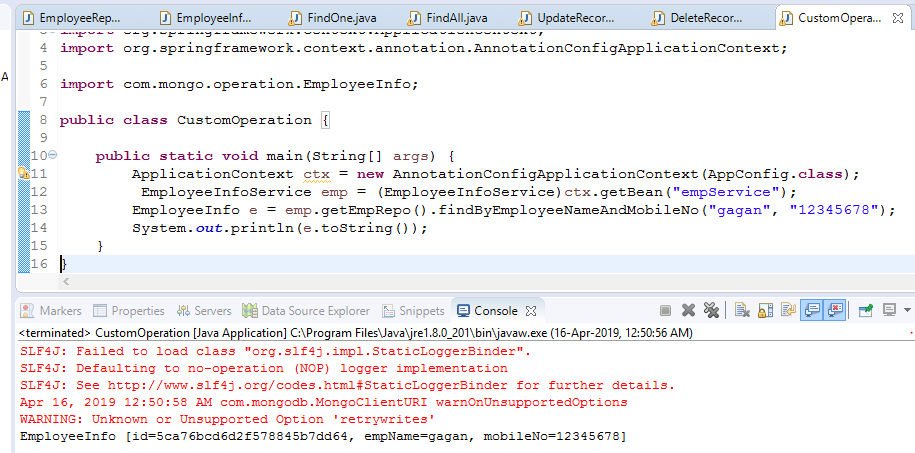 EmployeeRep... EmployeeInf... FindOne.java FindAll.java UpdateRecor... DeleteRecor... CustomOpera...
3 import org.springframework.context.ApplicationContext;
4 import org.springframework.context.annotation.AnnotationConfigApplicationContext;
5
6 import com.mongo.operation.EmployeeInfo;
7
8 public class CustomOperation {
9
10 public static void main(String[] args) {
11 ApplicationContext ctx = new AnnotationConfigApplicationContext(AppConfig.class);
12 EmployeeInfoService emp = (EmployeeInfoService)ctx.getBean("empService");
13 EmployeeInfo e = emp.getEmpRepo().findByEmployeeNameAndMobileNo("gagan", "12345678");
14 System.out.println(e.toString());
15 }
16 }
A
Markers Properties Servers Data Source Explorer Snippets Console
<terminated> CustomOperation [Java Application] C:\Program Files\Java\jre1.8.0_201\bin\javaw.exe (16-Apr-2019, 12:50:56 AM)
SLF4J: Failed to load class "org.slf4j.impl.StaticLoggerBinder".
SLF4J: Defaulting to no-operation (NOP) logger implementation
SLF4J: See http://www.slf4j.org/codes.html#StaticLoggerBinder for further details.
Apr 16, 2019 12:50:58 AM com.mongodb.MongoClientURI warnOnUnsupportedOptions
WARNING: Unknown or Unsupported Option 'retrywrites'
EmployeeInfo [id=5ca76bcd6d2f578845b7dd64, empName=gagan, mobileNo=12345678]